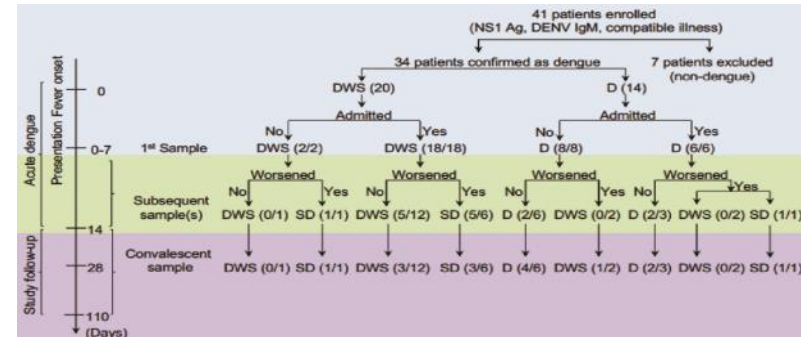 41 patients enrolled
(NS1 Ag, DENV IgM, compatible illness)
34 patients confirmed as dengue
7 patients excluded
(non-dengue)
0
DWS (20)
D (14)
Admitted
Admitted
No
Yes
No
Yes
0-7
1st Sample
DWS (2/2)
DWS (18/18)
D (8/8)
D (6/6)
Worsened
Worsened
Worsened
Worsened
No
Yes
No
Yes
No
Yes
No
Yes
Subsequent
sample(s)
DWS (0/1)
SD (1/1)
DWS (5/12)
SD (5/6)
D (2/6)
DWS (0/2)
D (2/3)
DWS (0/2)
SD (1/1)
14
Convalescent
sample
28
DWS (0/1)
SD (1/1)
DWS (3/12)
SD (3/6)
D (4/6)
DWS (1/2)
D (2/3)
DWS (0/2)
SD (1/1)
110
(Days)
Acute dengue
Study follow-up
Presentation
Fever onset